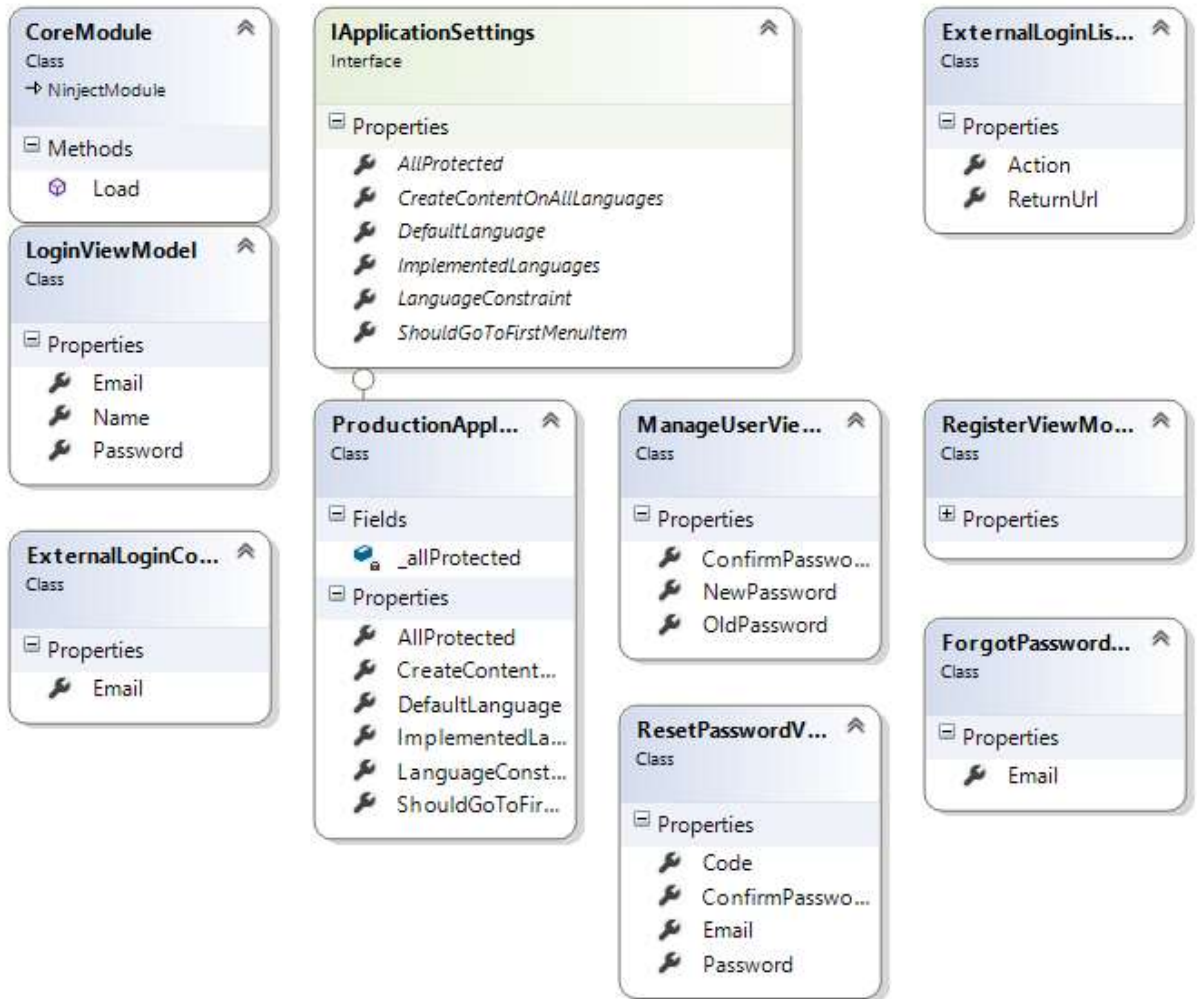 CoreModule
Class
NinjectModule
Methods
Load
LoginViewModel
Class
Properties
Email
Name
Password
ExternalLoginCo...
Class
Properties
Email
IApplicationSettings
Interface
Properties
AllProtected
CreateContentOnAllLanguages
DefaultLanguage
ImplementedLanguages
LanguageConstraint
ShouldGoToFirstMenuItem
ProductionAppl...
Class
Fields
_allProtected
Properties
AllProtected
CreateContent...
DefaultLanguage
ImplementedLa...
LanguageConst...
ShouldGoToFir...
ManageUserVie...
Class
Properties
ConfirmPasswo...
NewPassword
OldPassword
ResetPasswordV...
Class
Properties
Code
ConfirmPasswo...
Email
Password
ExternalLoginLis...
Class
Properties
Action
ReturnUrl
RegisterViewMo...
Class
Properties
ForgotPassword...
Class
Properties
Email